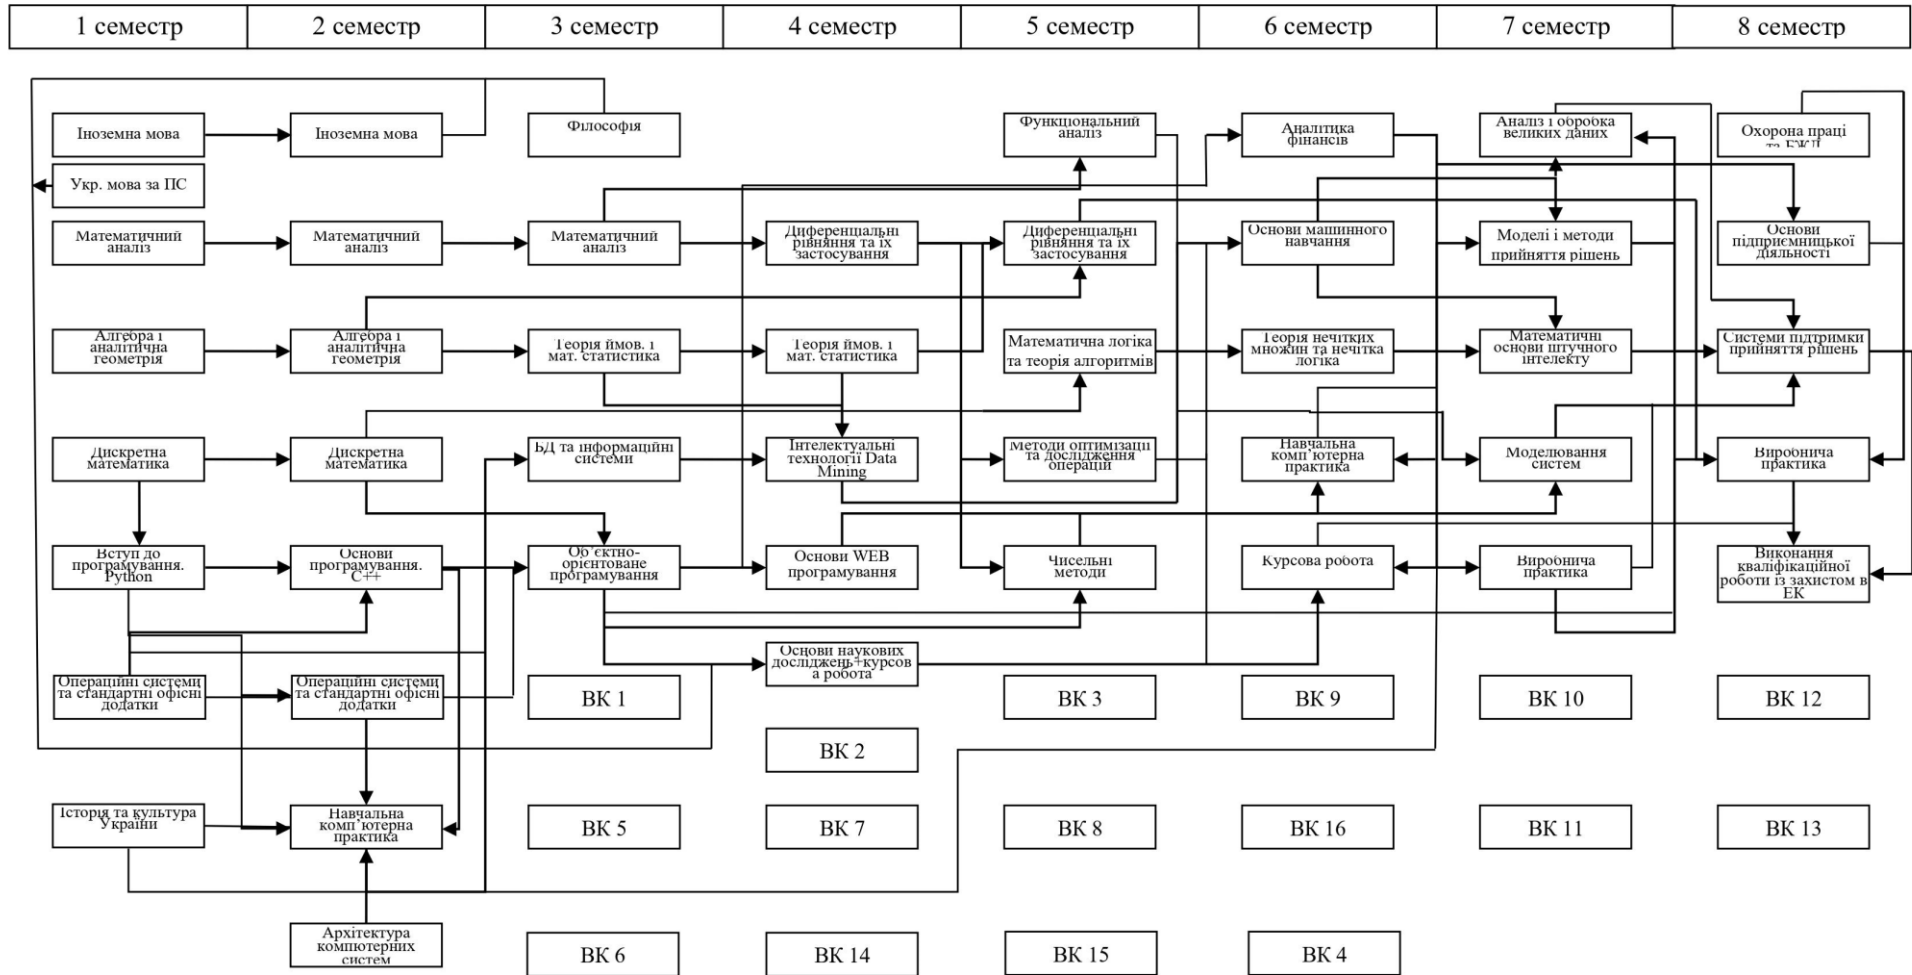 1 семестр
2 семестр
3 семестр
4 семестр
5 семестр
6 семестр
7 семестр
8 семестр
Іноземна мова
Іноземна мова
Філософія
Функціональний
аналіз
Аналітика
фінансів
Аналіз і обробка
великих даних
Охорона праці
та БЖД
Укр. мова за ПС
Математичний
аналіз
Математичний
аналіз
Математичний
аналіз
Диференціальні
рівняння та їх
застосування
Диференціальні
рівняння та їх
застосування
Основи машинного
навчання
Моделі і методи
прийняття рішень
Основи
підприємницької
діяльності
Алгебра і
аналітична
геометрія
Алгебра і
аналітична
геометрія
Теорія ймов. і
мат. статистика
Теорія ймов. і
мат. статистика
Математична логіка
та теорія алгоритмів
Теорія нечітких
множин та нечітка
логіка
Математичні
основи штучного
інтелекту
Системи підтримки
прийняття рішень
Дискретна
математика
Дискретна
математика
БД та інформаційні
системи
Інтелектуальні
технології Data
Mining
Методи оптимізації
та дослідження
операцій
Навчальна
комп’ютерна
практика
Моделювання
систем
Виробнича
практика
Вступ до
програмування.
Python
Основи
програмування.
C++
Об’єктно-
орієнтоване
програмування
Основи WEB
програмування
Чисельні
методи
Курсова робота
Виробнича
практика
Виконання
кваліфікаційної
роботи із захистом в
ЕК
Основи наукових
досліджень+курсов
а робота
Операційні системи
та стандартні офісні
додатки
Операційні системи
та стандартні офісні
додатки
ВК 1
ВК 3
ВК 9
ВК 10
ВК 12
ВК 2
Історія та культура
України
Навчальна
комп’ютерна
практика
ВК 5
ВК 7
ВК 8
ВК 16
ВК 11
ВК 13
Архітектура
компютерних
систем
ВК 6
ВК 14
ВК 15
ВК 4